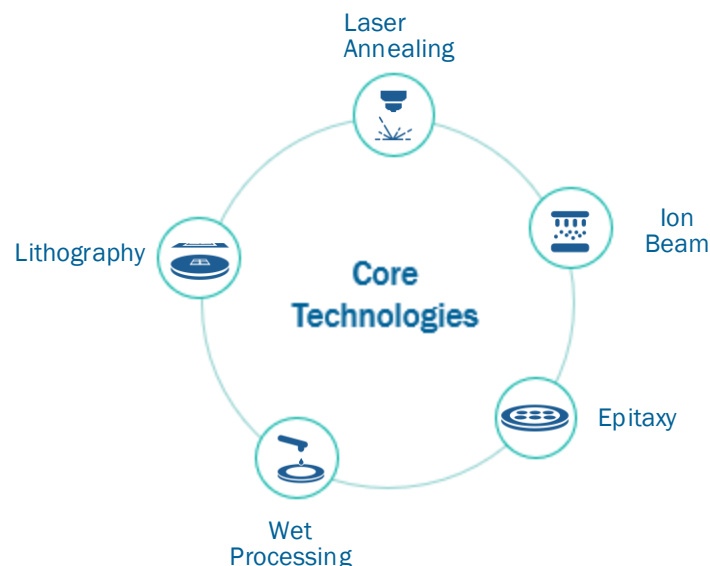 Laser
Annealing
Ion
Beam
Lithography
Core
Technologies
Epitaxy
Wet
Processing